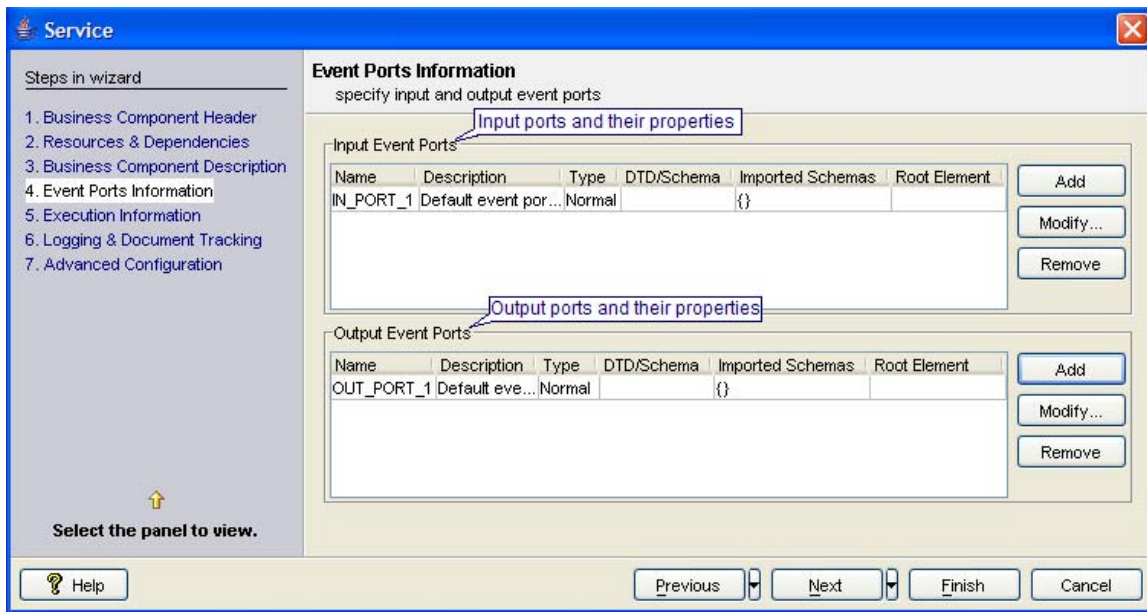 Service
Steps in wizard
1. Business Component Header
2. Resources & Dependencies
3. Business Component Description
4. Event Ports Information
5. Execution Information
6. Logging & Document Tracking
7. Advanced Configuration
Select the panel to view.
Event Ports Information
specify input and output event ports
Input ports and their properties
Input Event Ports
Name Description Type DTD/Schema Imported Schemas Root Element
IN_PORT_1 Default event por... Normal {}
Add
Modify...
Remove
Output ports and their properties
Output Event Ports
Name Description Type DTD/Schema Imported Schemas Root Element
OUT_PORT_1 Default eve... Normal {}
Add
Modify...
Remove
Help Previous Next Finish Cancel